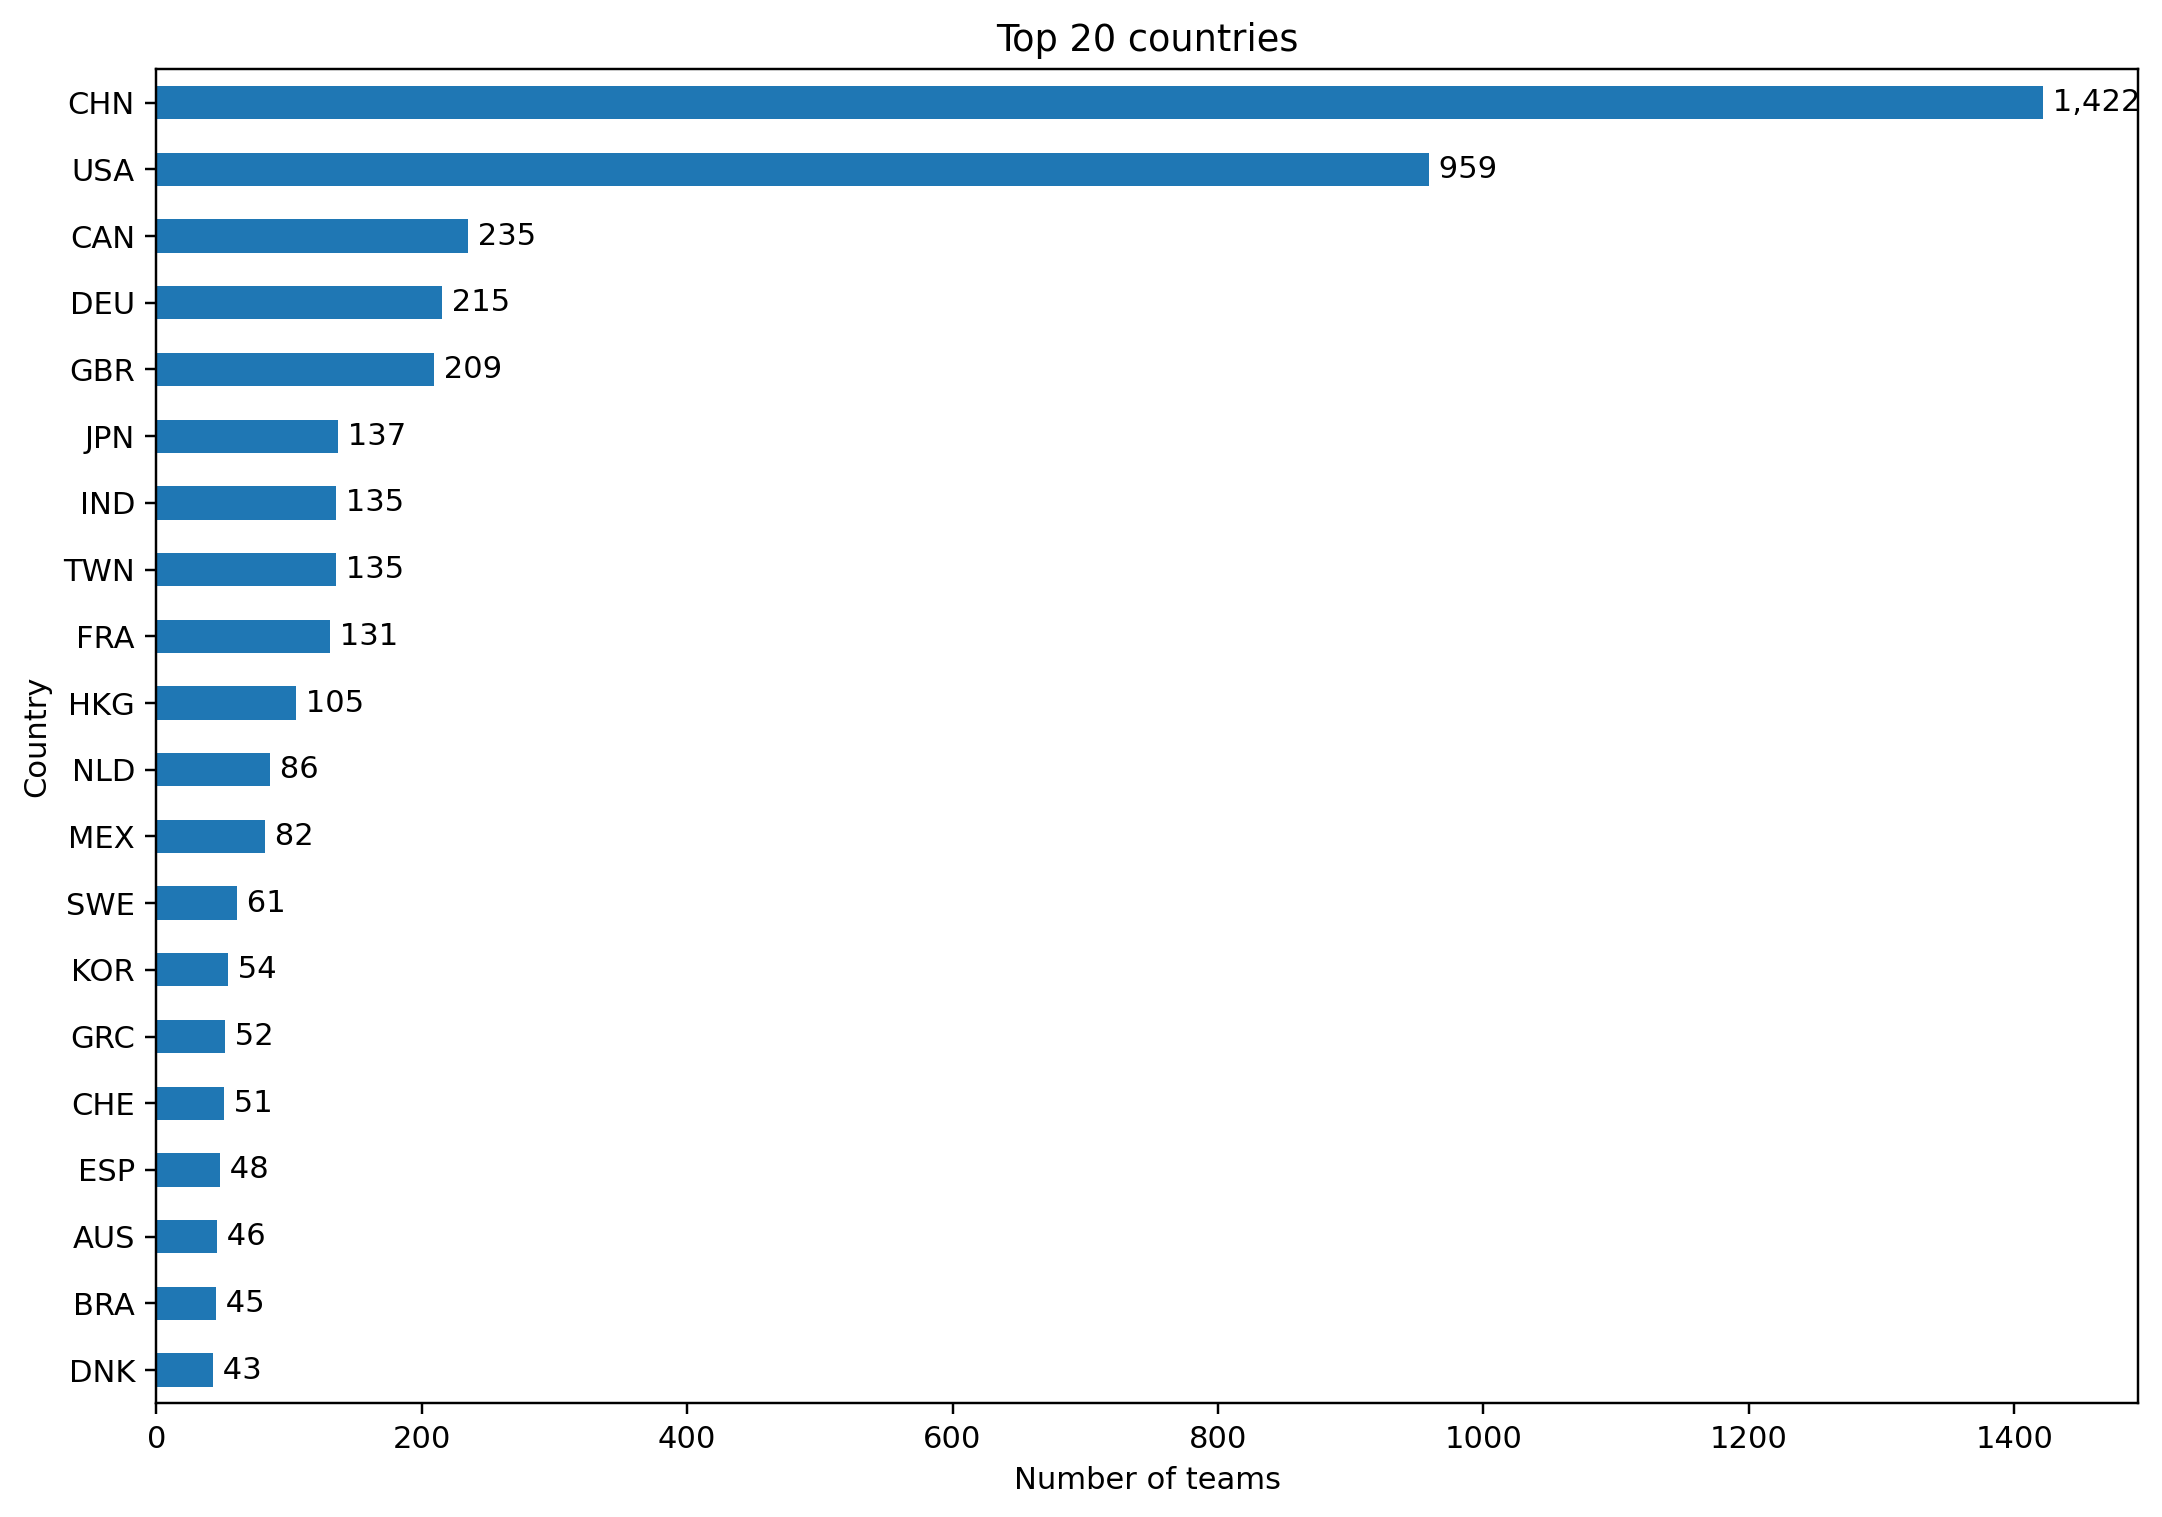 Top 20 countries
CHN 1,422
USA 959
CAN 235
DEU 215
GBR 209
JPN 137
IND 135
TWN 135
FRA 131
HKG 105
NLD 86
MEX 82
SWE 61
KOR 54
GRC 52
CHE 51
ESP 48
AUS 46
BRA 45
DNK 43
Country
0 200 400 600 800 1000 1200 1400
Number of teams